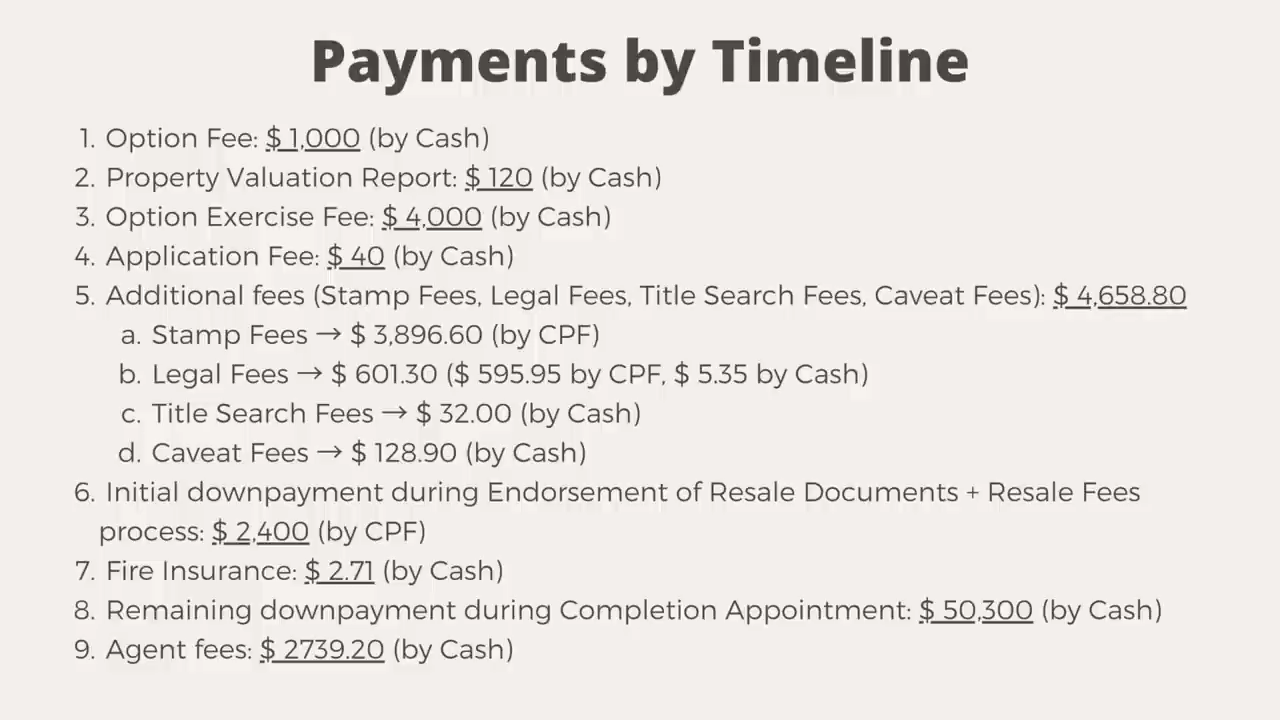 Payments by Timeline
1. Option Fee: $ 1,000 (by Cash)
2. Property Valuation Report: $ 120 (by Cash)
3. Option Exercise Fee: $ 4,000 (by Cash)
4. Application Fee: $ 40 (by Cash)
5. Additional fees (Stamp Fees, Legal Fees, Title Search Fees, Caveat Fees): $ 4,658.80
a. Stamp Fees → $ 3,896.60 (by CPF)
b. Legal Fees → $ 601.30 ($ 595.95 by CPF, $ 5.35 by Cash)
c. Title Search Fees → $ 32.00 (by Cash)
d. Caveat Fees → $ 128.90 (by Cash)
6. Initial downpayment during Endorsement of Resale Documents + Resale Fees
process: $ 2,400 (by CPF)
7. Fire Insurance: $ 2.71 (by Cash)
8. Remaining downpayment during Completion Appointment: $ 50,300 (by Cash)
9. Agent fees: $ 2739.20 (by Cash)